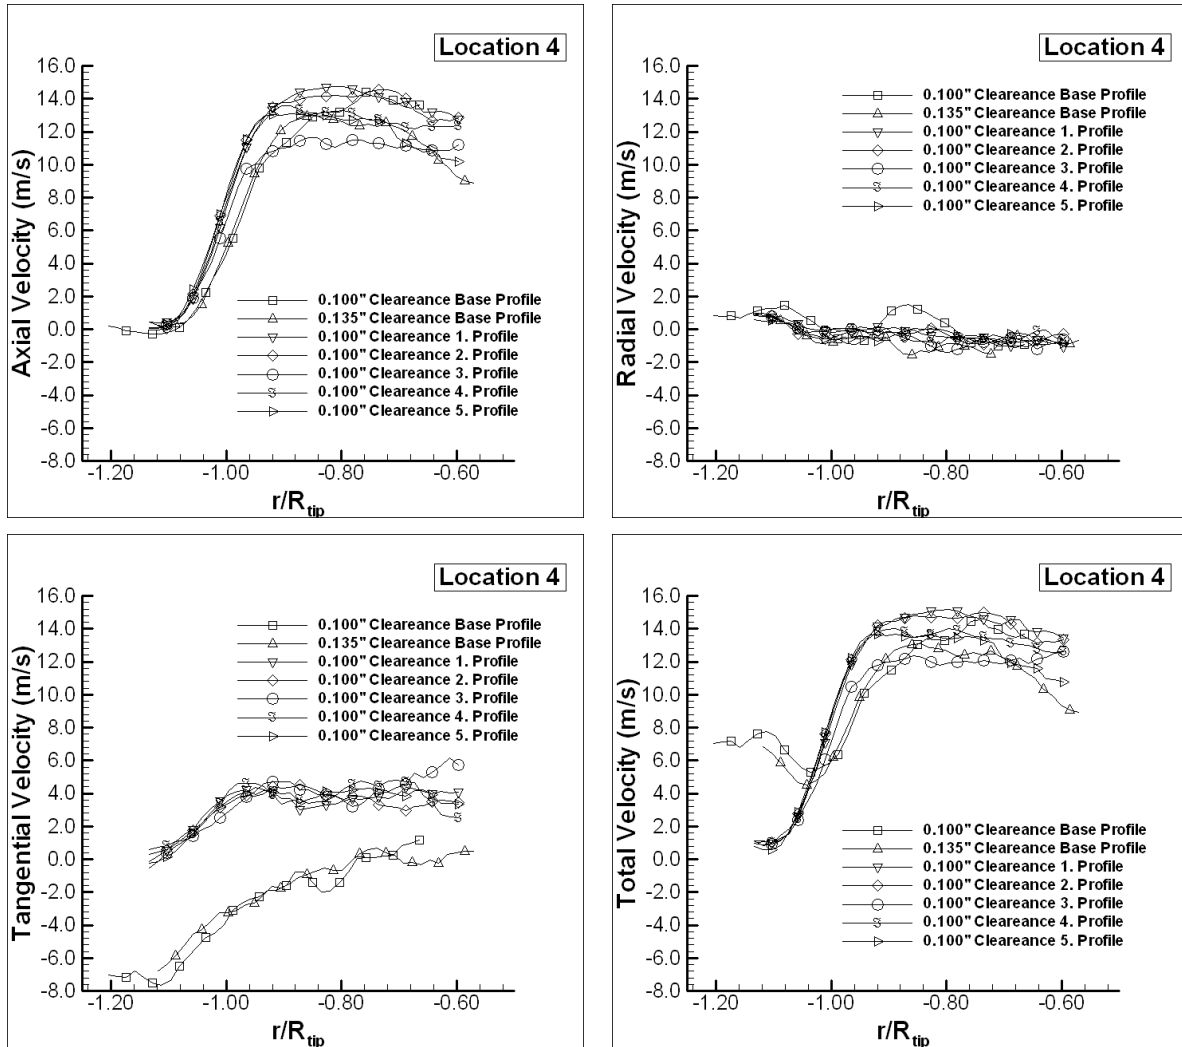 Location 4
16.0
14.0
12.0
10.0
8.0
6.0
4.0
2.0
0.0
-2.0
-4.0
-6.0
-8.0
Axial Velocity (m/s)
0.100" Cleareance Base Profile
0.135" Cleareance Base Profile
0.100" Cleareance 1. Profile
0.100" Cleareance 2. Profile
0.100" Cleareance 3. Profile
0.100" Cleareance 4. Profile
0.100" Cleareance 5. Profile
-1.20 -1.00 -0.80 -0.60
r/Rtip
Location 4
16.0
14.0
12.0
10.0
8.0
6.0
4.0
2.0
0.0
-2.0
-4.0
-6.0
-8.0
Radial Velocity (m/s)
0.100" Cleareance Base Profile
0.135" Cleareance Base Profile
0.100" Cleareance 1. Profile
0.100" Cleareance 2. Profile
0.100" Cleareance 3. Profile
0.100" Cleareance 4. Profile
0.100" Cleareance 5. Profile
-1.20 -1.00 -0.80 -0.60
r/Rtip
Location 4
16.0
14.0
12.0
10.0
8.0
6.0
4.0
2.0
0.0
-2.0
-4.0
-6.0
-8.0
Tangential Velocity (m/s)
0.100" Cleareance Base Profile
0.135" Cleareance Base Profile
0.100" Cleareance 1. Profile
0.100" Cleareance 2. Profile
0.100" Cleareance 3. Profile
0.100" Cleareance 4. Profile
0.100" Cleareance 5. Profile
-1.20 -1.00 -0.80 -0.60
r/Rtip
Location 4
16.0
14.0
12.0
10.0
8.0
6.0
4.0
2.0
0.0
-2.0
-4.0
-6.0
-8.0
Total Velocity (m/s)
0.100" Cleareance Base Profile
0.135" Cleareance Base Profile
0.100" Cleareance 1. Profile
0.100" Cleareance 2. Profile
0.100" Cleareance 3. Profile
0.100" Cleareance 4. Profile
0.100" Cleareance 5. Profile
-1.20 -1.00 -0.80 -0.60
r/Rtip